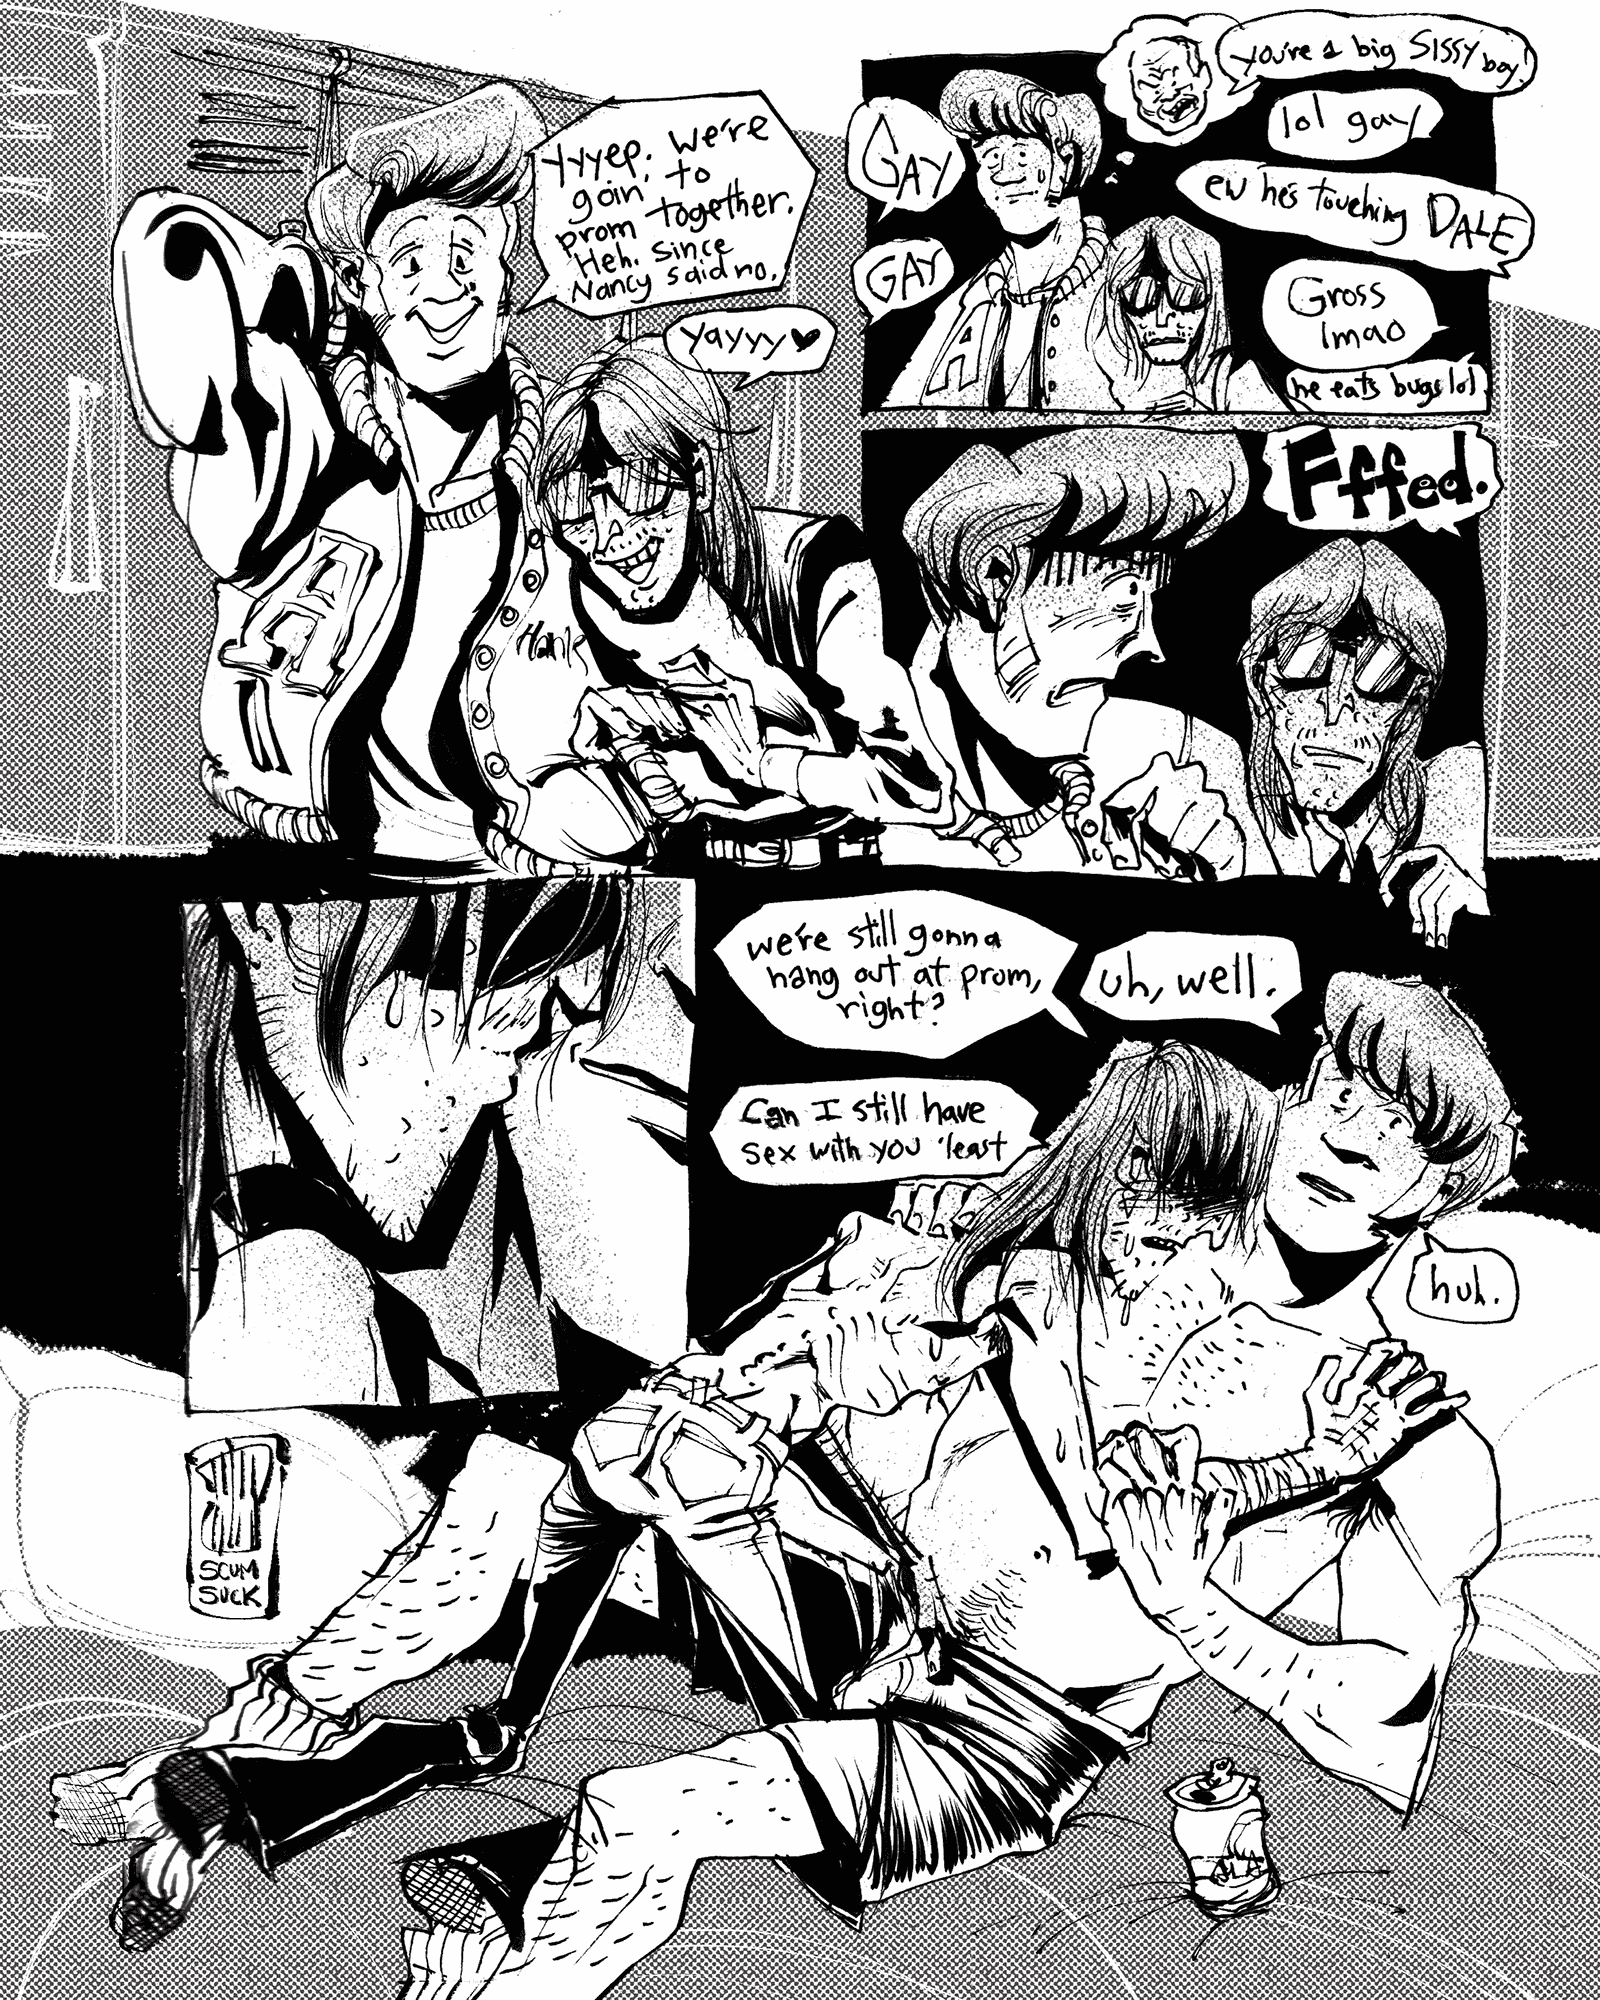 yyyep. We're
goin' to
prom together.
Heh. Since
Nancy said no.
yayyy ♥
A
Hank
you're a big SISSY boy!
lol gay
GAY
ew he's touching DALE
GAY
Gross
lmao
he eats bugs lol
A
Fffed.
we're still gonna
hang out at prom,
right?
uh, well.
Can I still have
sex with you 'least
huh.
SCUM
SUCK